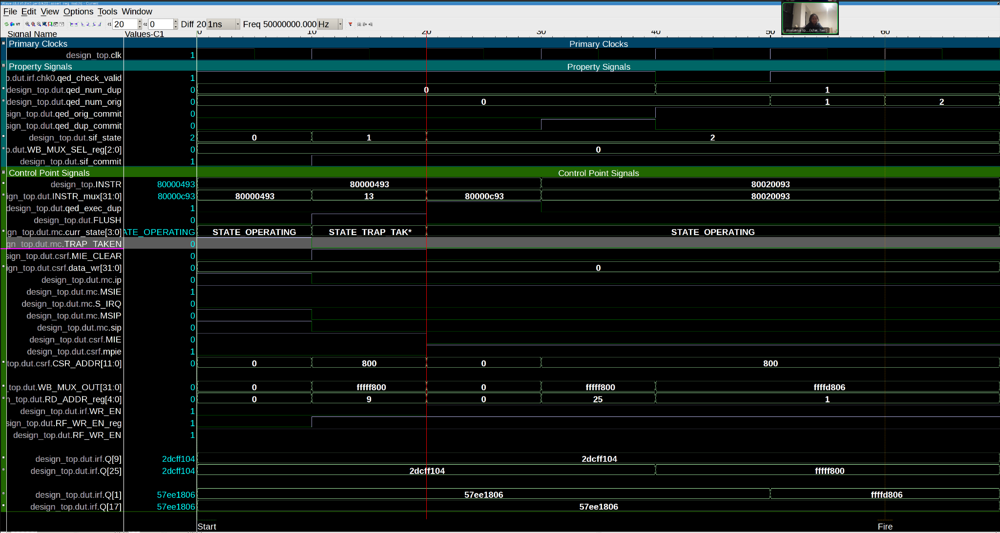 Wave (dut.irf.chk0.genblk2[1].assert_ireg_match) - Current
File Edit View Options Tools Window
20 0 Diff 20 1ns Freq 50000000.000 Hz
makena lo...(she, her)
Signal Name Values-C1 0 10 20 30 40 50 60
Primary Clocks Primary Clocks
design_top.clk 1
Property Signals Property Signals
p.dut.irf.chk0.qed_check_valid 1
design_top.dut.qed_num_dup 0 0 1
design_top.dut.qed_num_orig 0 0 1 2
sign_top.dut.qed_orig_commit 0
sign_top.dut.qed_dup_commit 0
design_top.dut.sif_state 2 0 1 2
p.dut.WB_MUX_SEL_reg[2:0] 0 0
design_top.dut.sif_commit 1
Control Point Signals Control Point Signals
design_top.INSTR 80000493 80000493 80020093
ign_top.dut.INSTR_mux[31:0] 80000c93 80000493 13 80000c93 80020093
design_top.dut.qed_exec_dup 1
design_top.dut.FLUSH 0
gn_top.dut.mc.curr_state[3:0] ATE_OPERATING STATE_OPERATING STATE_TRAP_TAK* STATE_OPERATING
gn_top.dut.mc.TRAP_TAKEN 0
sign_top.dut.csrf.MIE_CLEAR 0
ign_top.dut.csrf.data_wr[31:0] 0 0
design_top.dut.mc.ip 0
design_top.dut.mc.MSIE 1
design_top.dut.mc.S_IRQ 0
design_top.dut.mc.MSIP 0
design_top.dut.mc.sip 0
design_top.dut.csrf.MIE 0
design_top.dut.csrf.mpie 1
top.dut.csrf.CSR_ADDR[11:0] 0 0 800 0 800
_top.dut.WB_MUX_OUT[31:0] 0 0 fffff800 0 fffff800 ffffd806
n_top.dut.RD_ADDR_reg[4:0] 0 0 9 0 25 1
design_top.dut.irf.WR_EN 1
sign_top.dut.RF_WR_EN_reg 1
design_top.dut.RF_WR_EN 1
design_top.dut.irf.Q[9] 2dcff104 2dcff104
design_top.dut.irf.Q[25] 2dcff104 2dcff104 fffff800
design_top.dut.irf.Q[1] 57ee1806 57ee1806 ffffd806
design_top.dut.irf.Q[17] 57ee1806 57ee1806
Start Fire